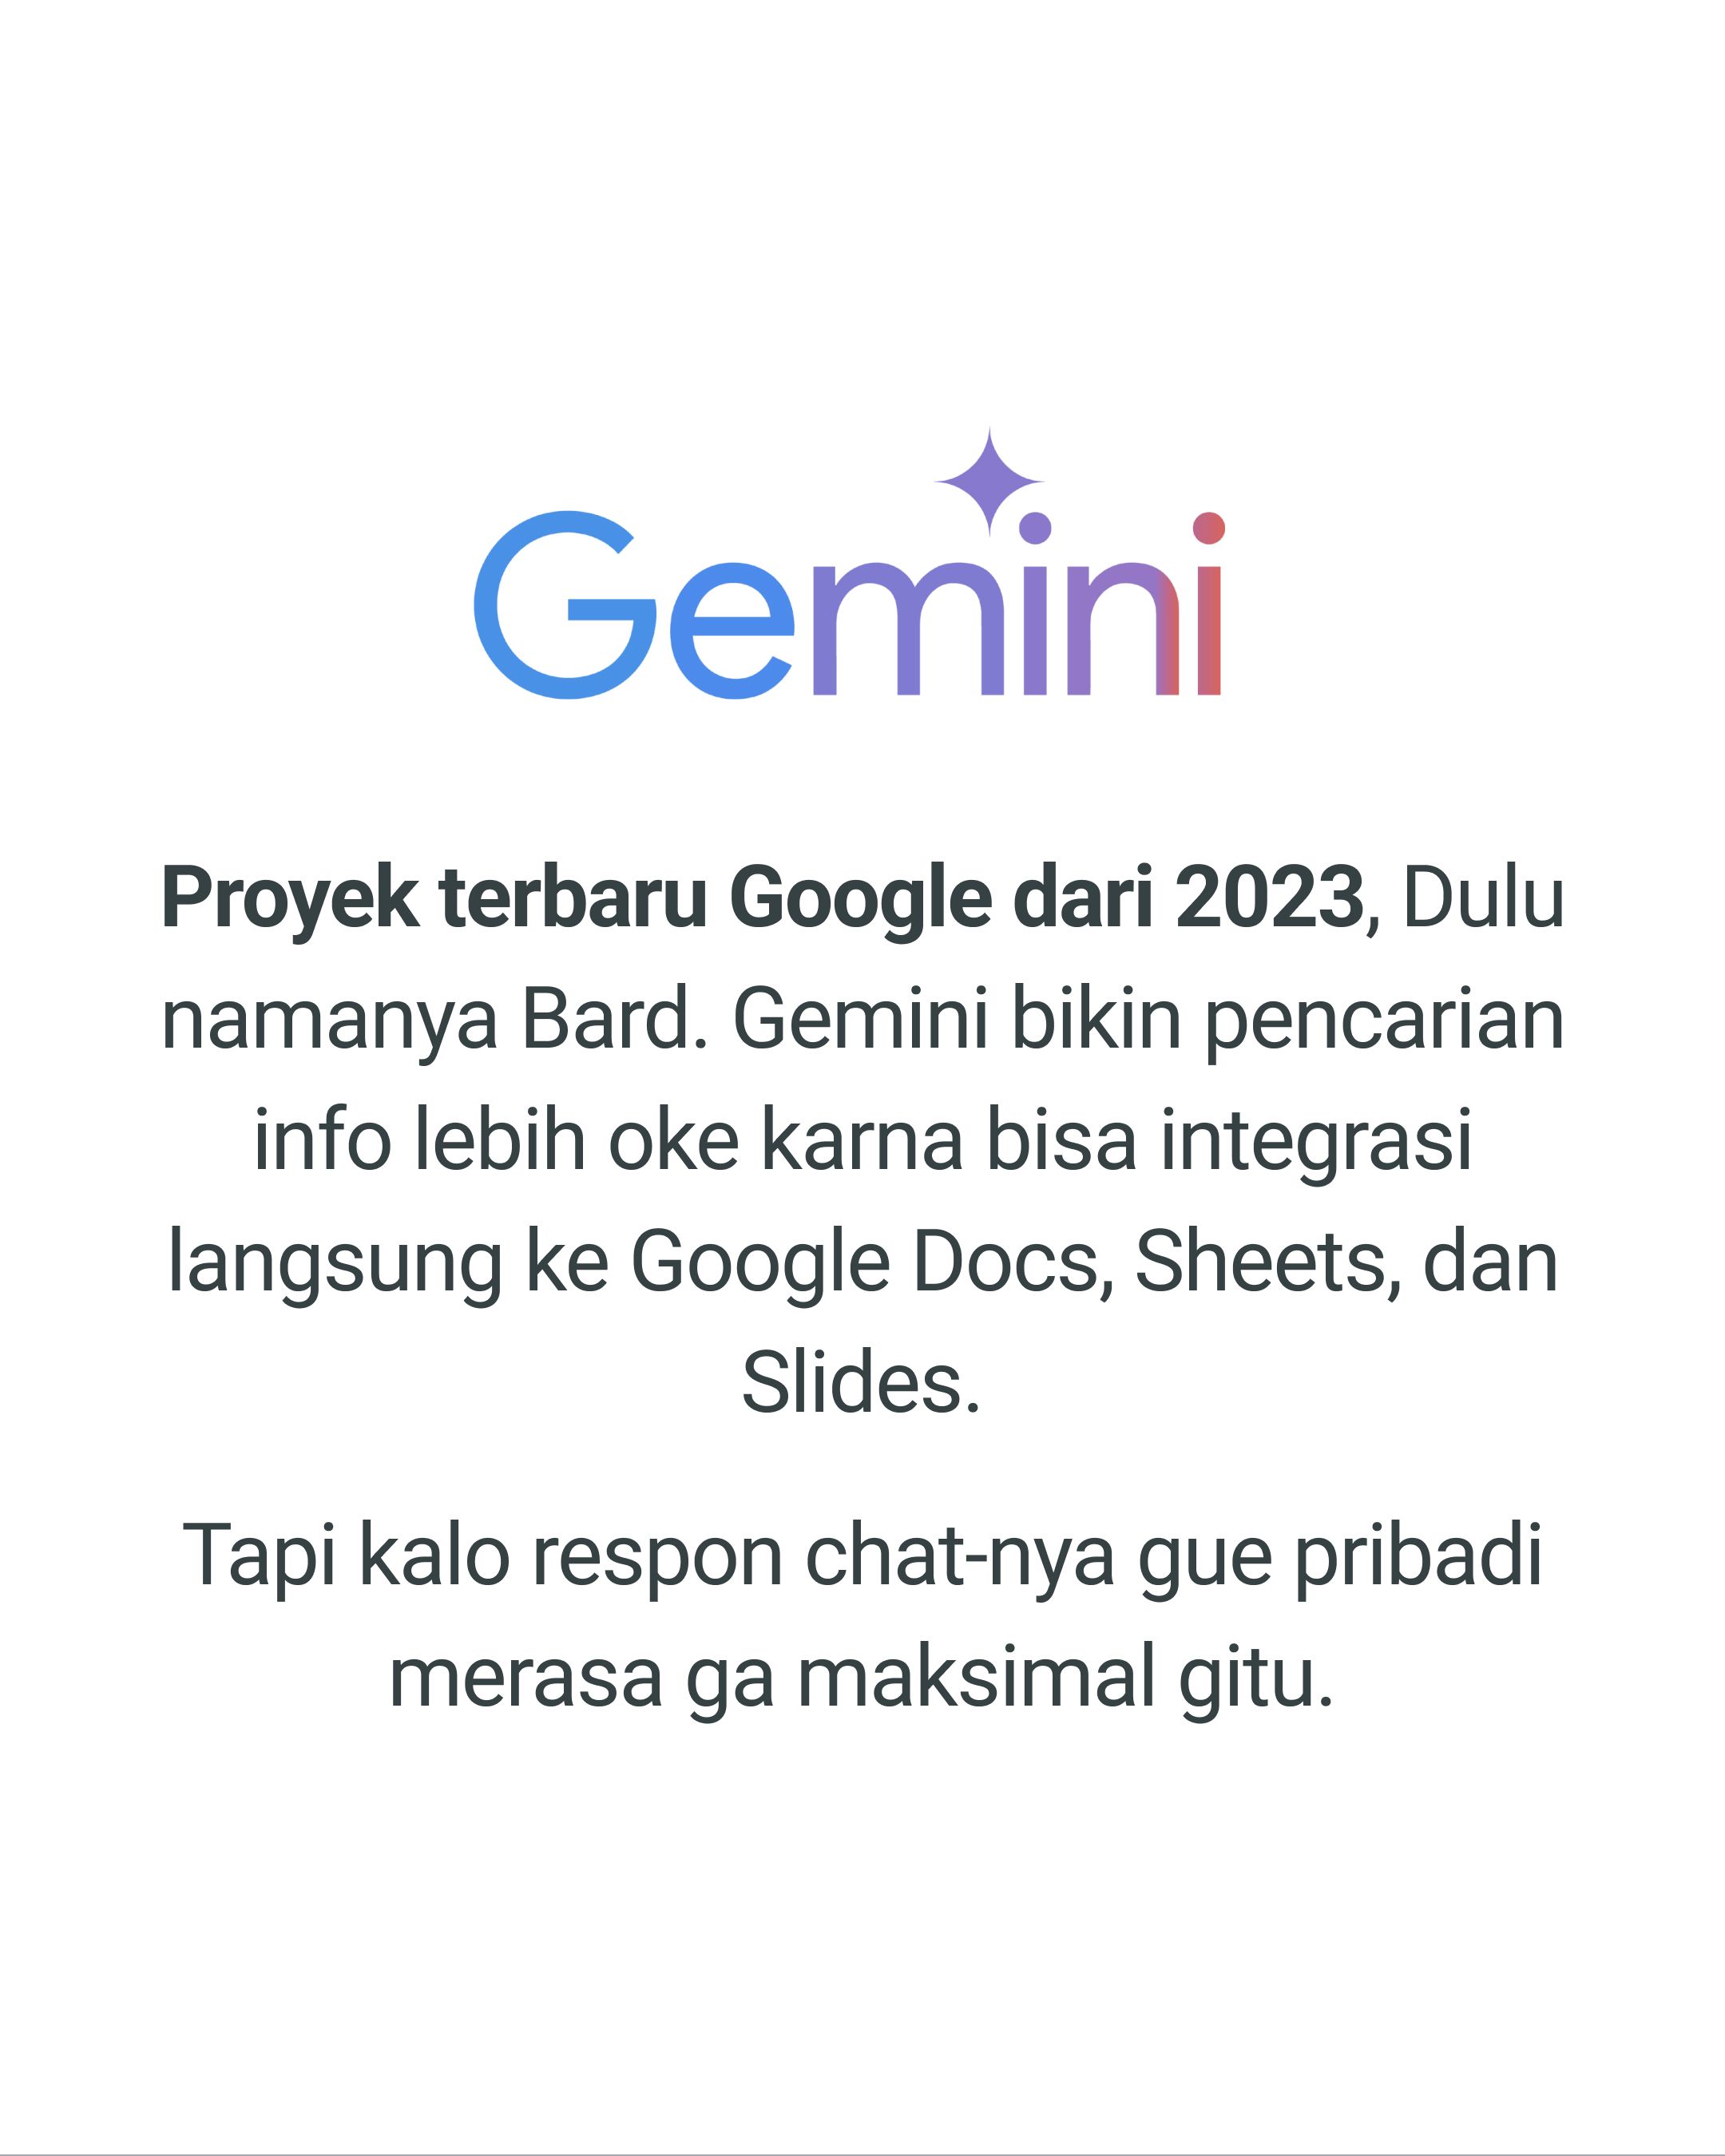 Gemini
Proyek terbaru Google dari 2023, Dulu
namanya Bard. Gemini bikin pencarian
info lebih oke karna bisa integrasi
langsung ke Google Docs, Sheets, dan
Slides.
Tapi kalo respon chat-nya gue pribadi
merasa ga maksimal gitu.